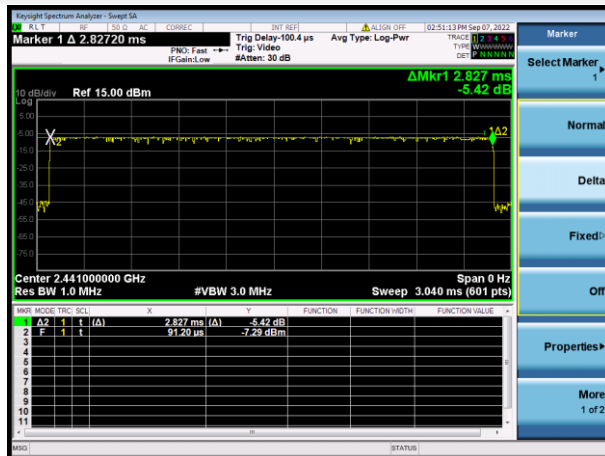 Keysight Spectrum Analyzer - Swept SA
R L T RF 50 Ω AC CORREC INT REF ALIGN OFF 02:51:13 PM Sep 07, 2022
Marker 1 Δ 2.82720 ms
PNO: Fast
IFGain:Low
Trig Delay-100.4 µs
Trig: Video
#Atten: 30 dB
Avg Type: Log-Pwr
TRACE 1 2 3 4 5 6
TYPE WWWWWW
DET P NNNNN
ΔMkr1 2.827 ms
-5.42 dB
10 dB/div Ref 15.00 dBm
Log
5.00
-5.00
-15.0
-25.0
-35.0
-45.0
-55.0
-65.0
-75.0
X2
1Δ2
Center 2.441000000 GHz Span 0 Hz
Res BW 1.0 MHz #VBW 3.0 MHz Sweep 3.040 ms (601 pts)
MKR MODE TRC SCL X Y FUNCTION FUNCTION WIDTH FUNCTION VALUE
1 Δ2 1 t (Δ) 2.827 ms (Δ) -5.42 dB
2 F 1 t 91.20 µs -7.29 dBm
3
4
5
6
7
8
9
10
11
MSG STATUS
Marker
Select Marker
1
Normal
Delta
Fixed
Off
Properties
More
1 of 2